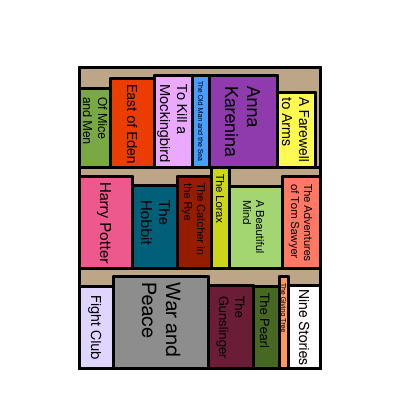 Of Mice
and Men
East of Eden
To Kill a
Mockingbird
The Old Man and the Sea
Anna
Karenina
A Farewell
to Arms
Harry Potter
The
Hobbit
The Catcher in
the Rye
The Lorax
A Beautiful
Mind
The Adventures
of Tom Sawyer
Fight Club
War and
Peace
The
Gunslinger
The Pearl
The Giving Tree
Nine Stories